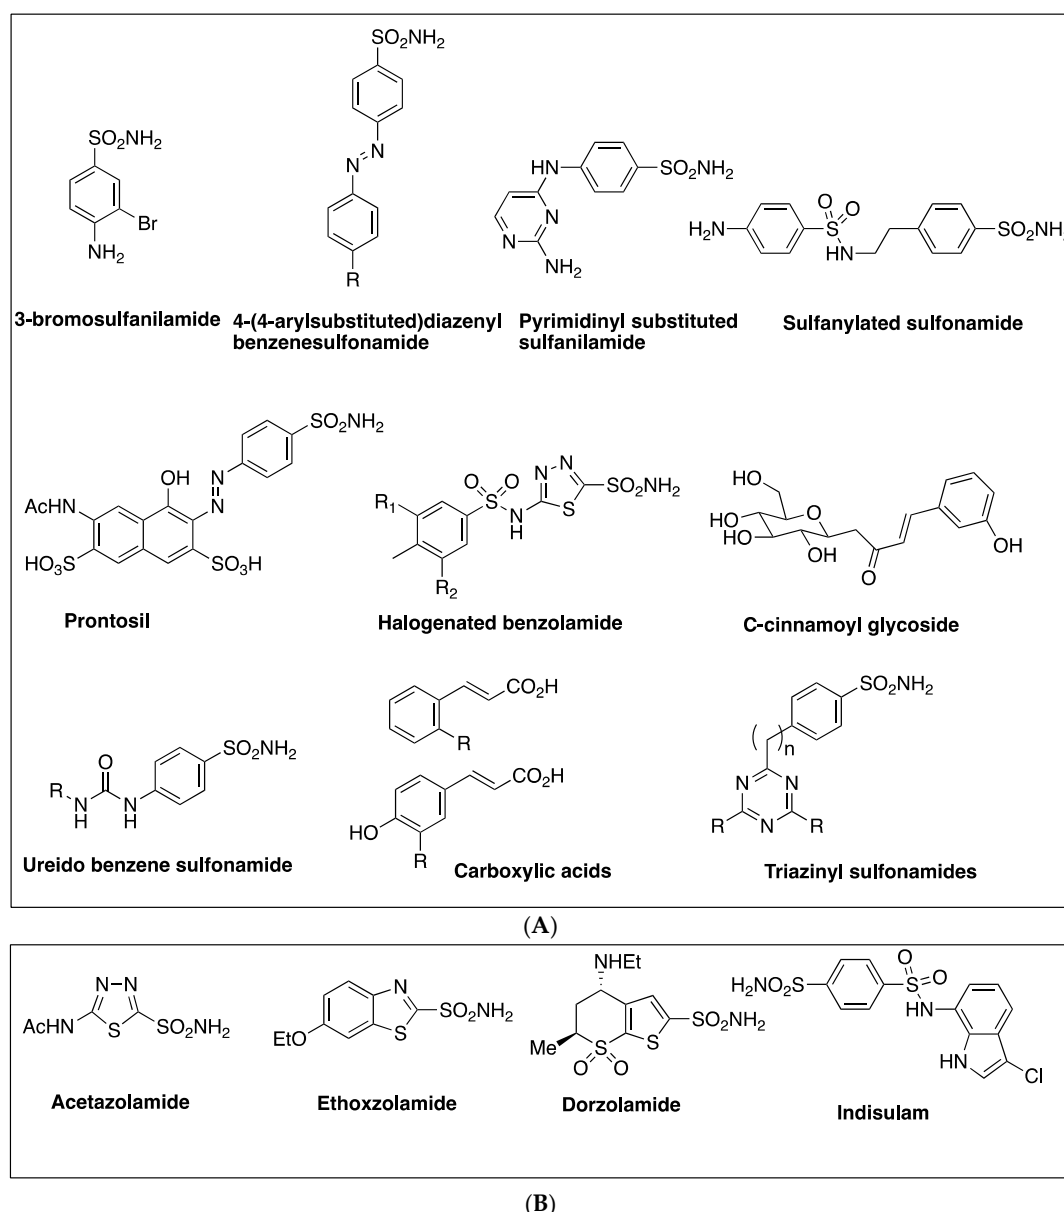 SO2NH2
Br
NH2
3-bromosulfanilamide
SO2NH2
N
N
R
4-(4-arylsubstituted)diazenyl
benzenesulfonamide
HN
SO2NH2
N
N
NH2
Pyrimidinyl substituted
sulfanilamide
H2N
O
O
S
HN
SO2NH2
Sulfanylated sulfonamide
SO2NH2
OH
N
N
AcHN
HO3S
SO3H
Prontosil
R1
R2
O
O
S
N
H
N
N
S
SO2NH2
Halogenated benzolamide
HO
HO
HO
O
OH
O
OH
C-cinnamoyl glycoside
R
N
H
O
N
H
SO2NH2
Ureido benzene sulfonamide
CO2H
R
CO2H
HO
R
Carboxylic acids
SO2NH2
n
N
N
R
N
R
Triazinyl sulfonamides
(A)
N
N
AcHN
S
SO2NH2
Acetazolamide
N
S
EtO
SO2NH2
Ethoxzolamide
NHEt
Me
S
O
O
S
SO2NH2
Dorzolamide
H2NO2S
O
O
S
N
H
HN
Cl
Indisulam
(B)